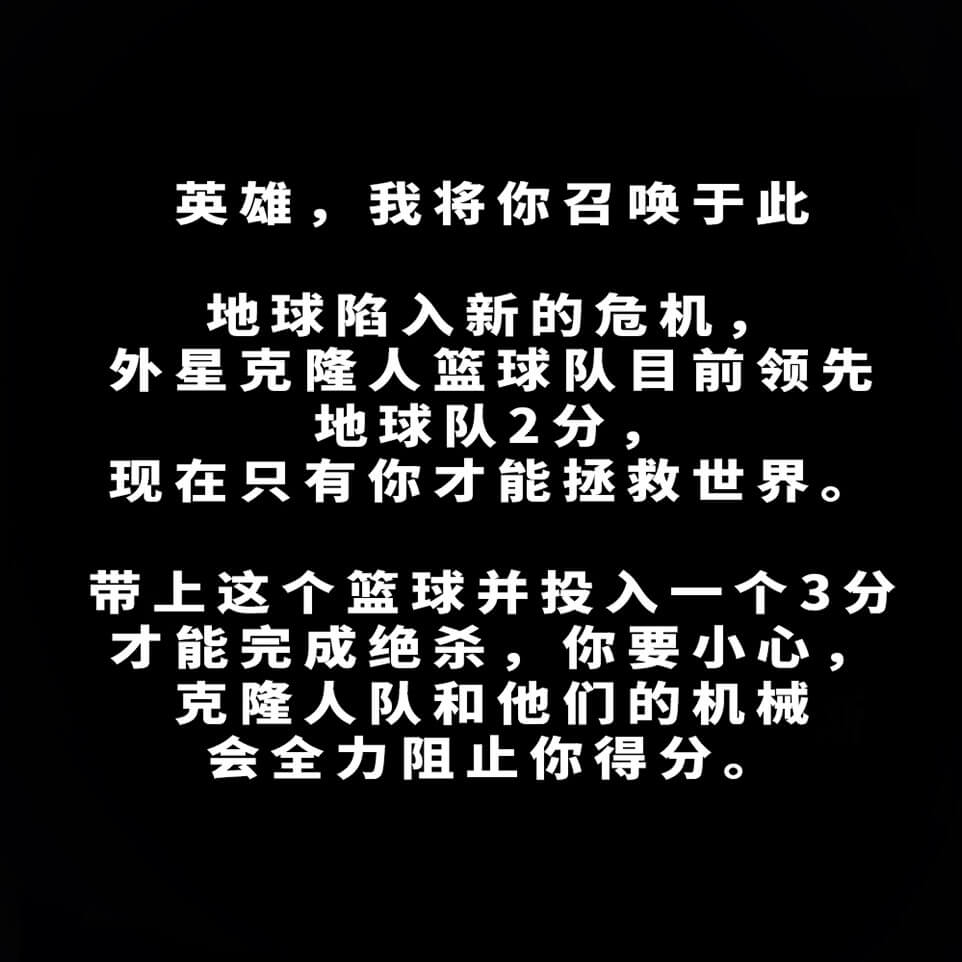 英雄，我将你召唤于此
地球陷入新的危机，
外星克隆人篮球队目前领先
地球队2分，
现在只有你才能拯救世界。
带上这个篮球并投入一个3分
才能完成绝杀，你要小心，
克隆人队和他们的机械
会全力阻止你得分。